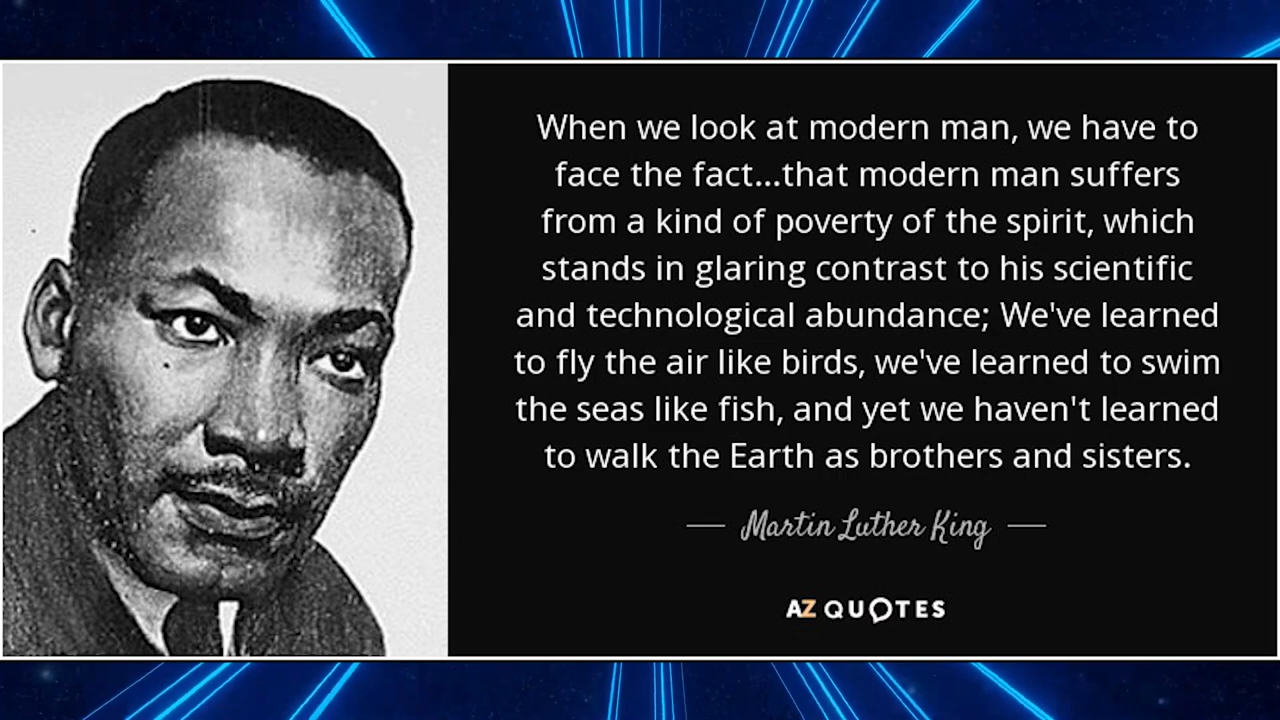 When we look at modern man, we have to
face the fact...that modern man suffers
from a kind of poverty of the spirit, which
stands in glaring contrast to his scientific
and technological abundance; We've learned
to fly the air like birds, we've learned to swim
the seas like fish, and yet we haven't learned
to walk the Earth as brothers and sisters.
Martin Luther King
AZ QUOTES